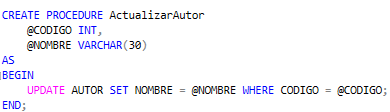 CREATE PROCEDURE ActualizarAutor
    @CODIGO INT,
    @NOMBRE VARCHAR(30)
AS
BEGIN
    UPDATE AUTOR SET NOMBRE = @NOMBRE WHERE CODIGO = @CODIGO;
END;